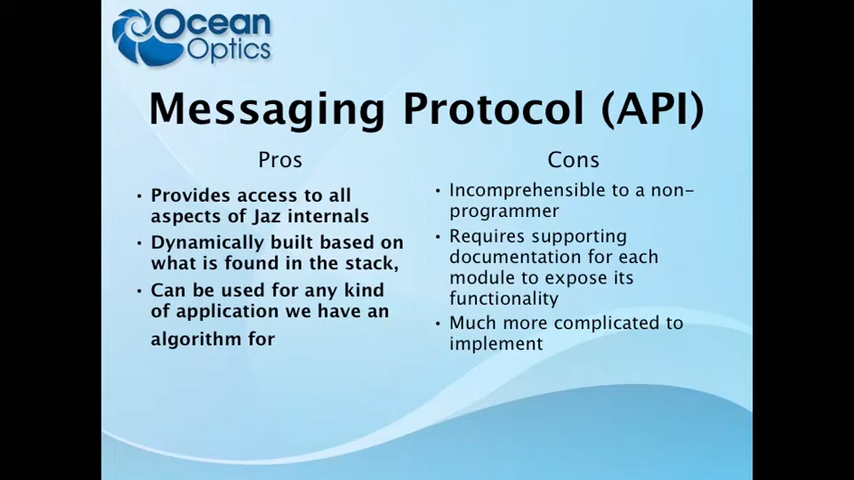 Ocean
Optics
Messaging Protocol (API)
Pros
• Provides access to all
aspects of Jaz internals
• Dynamically built based on
what is found in the stack,
• Can be used for any kind
of application we have an
algorithm for
Cons
• Incomprehensible to a non-
programmer
• Requires supporting
documentation for each
module to expose its
functionality
• Much more complicated to
implement